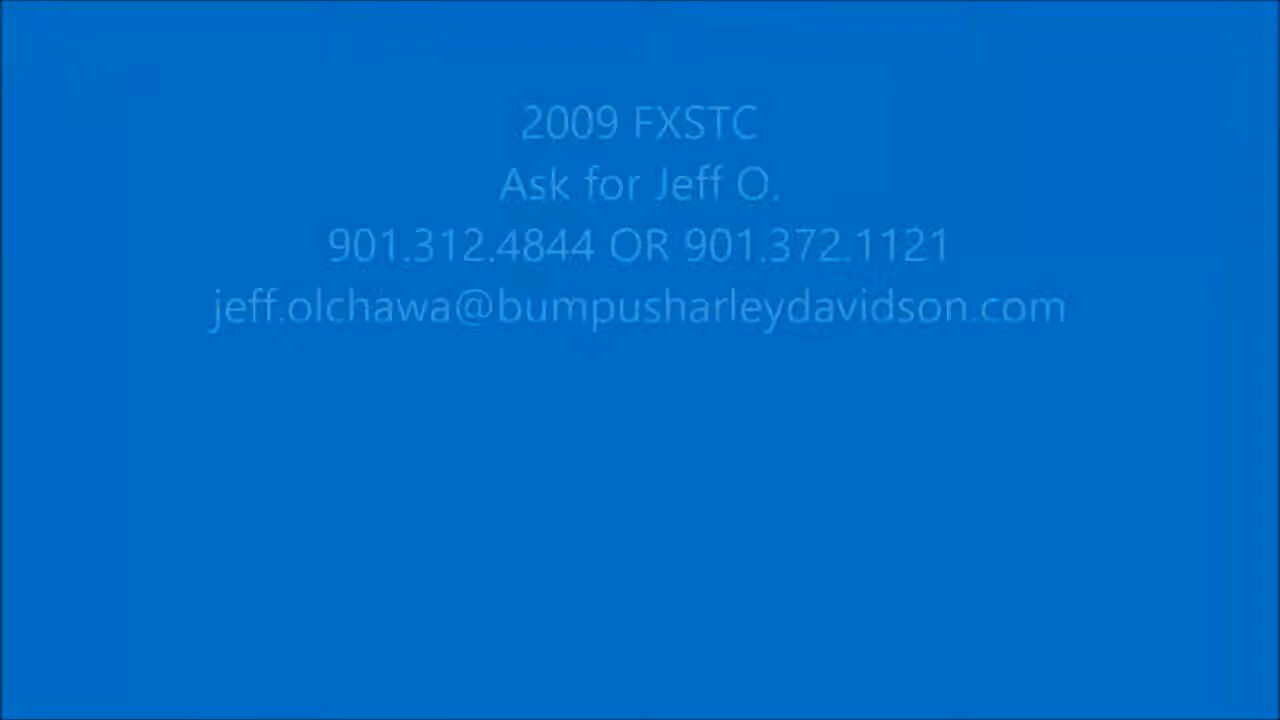 2009 FXSTC
Ask for Jeff O.
901.312.4844 OR 901.372.1121
jeff.olchawa@bumpusharleydavidson.com